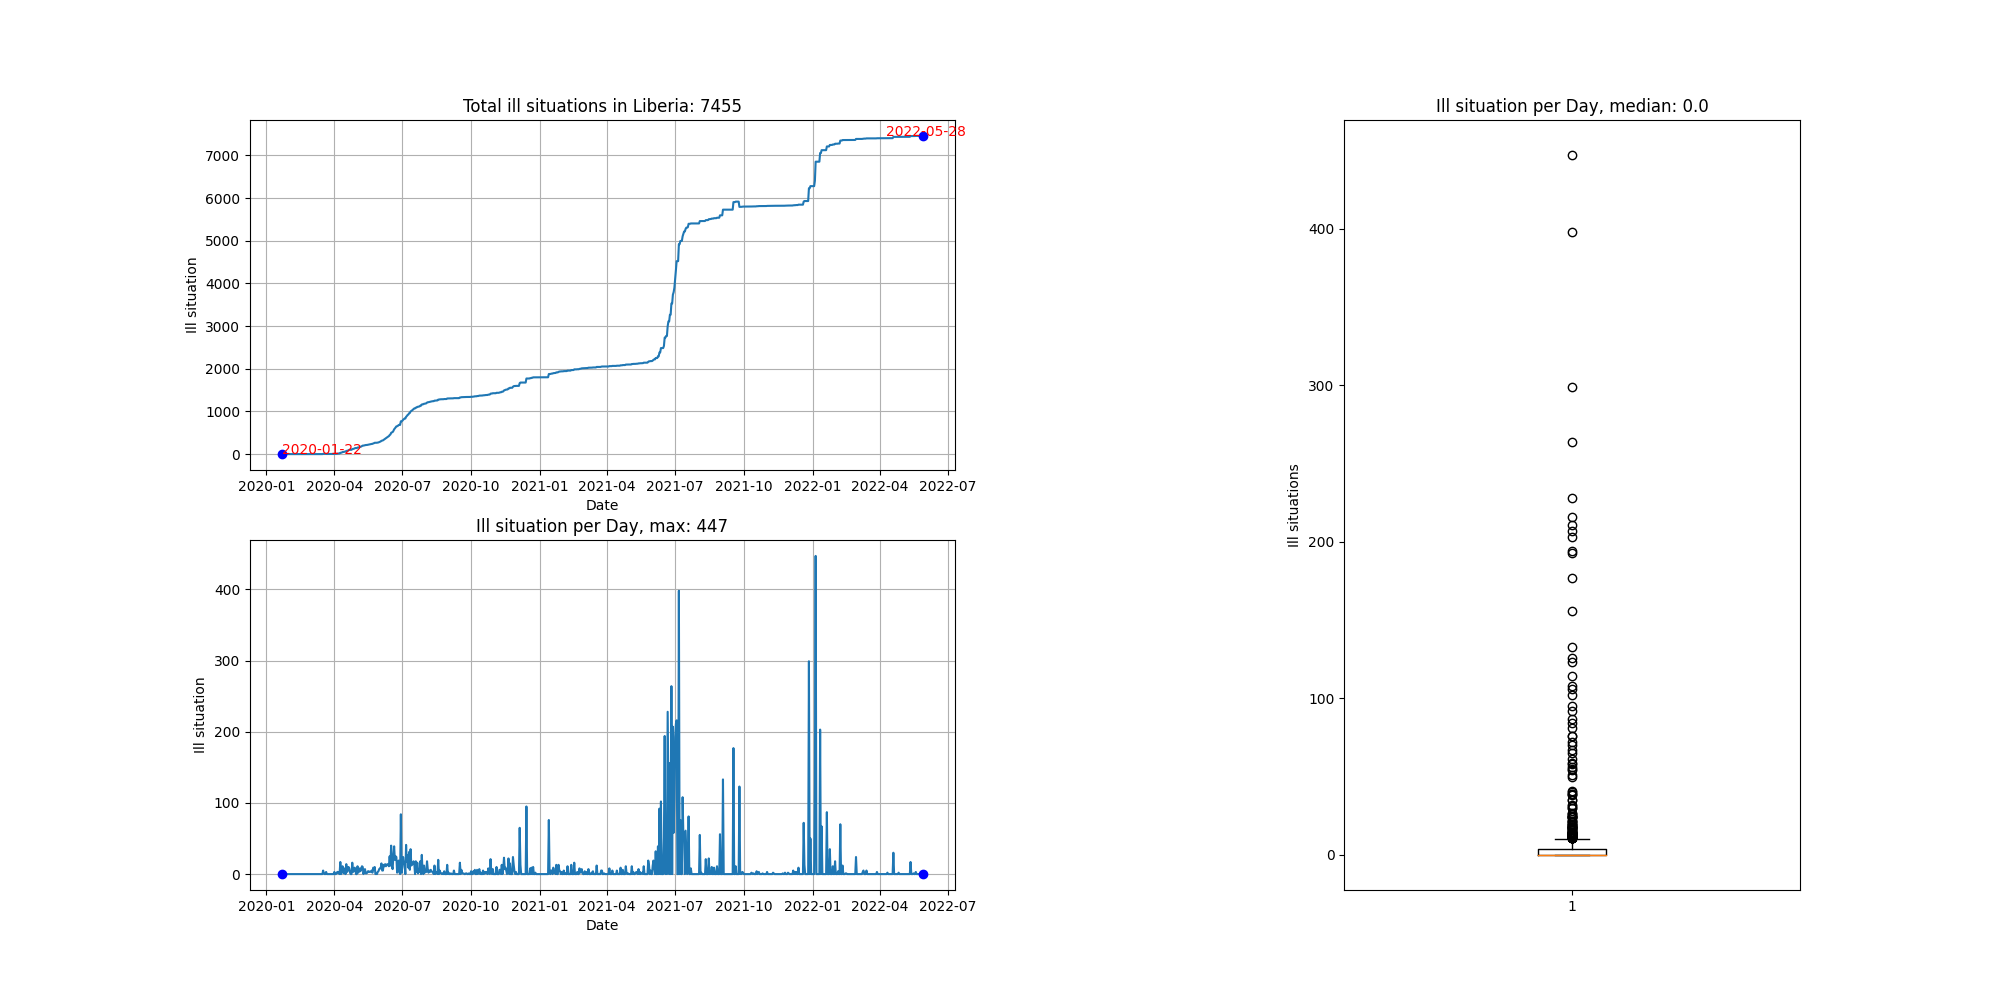 Total ill situations in Liberia: 7455
Ill situation
7000
6000
5000
4000
3000
2000
1000
0
2020-01-22
2022-05-28
2020-01 2020-04 2020-07 2020-10 2021-01 2021-04 2021-07 2021-10 2022-01 2022-04 2022-07
Date
Ill situation per Day, max: 447
Ill situation
400
300
200
100
0
2020-01 2020-04 2020-07 2020-10 2021-01 2021-04 2021-07 2021-10 2022-01 2022-04 2022-07
Date
Ill situation per Day, median: 0.0
Ill situations
400
300
200
100
0
1